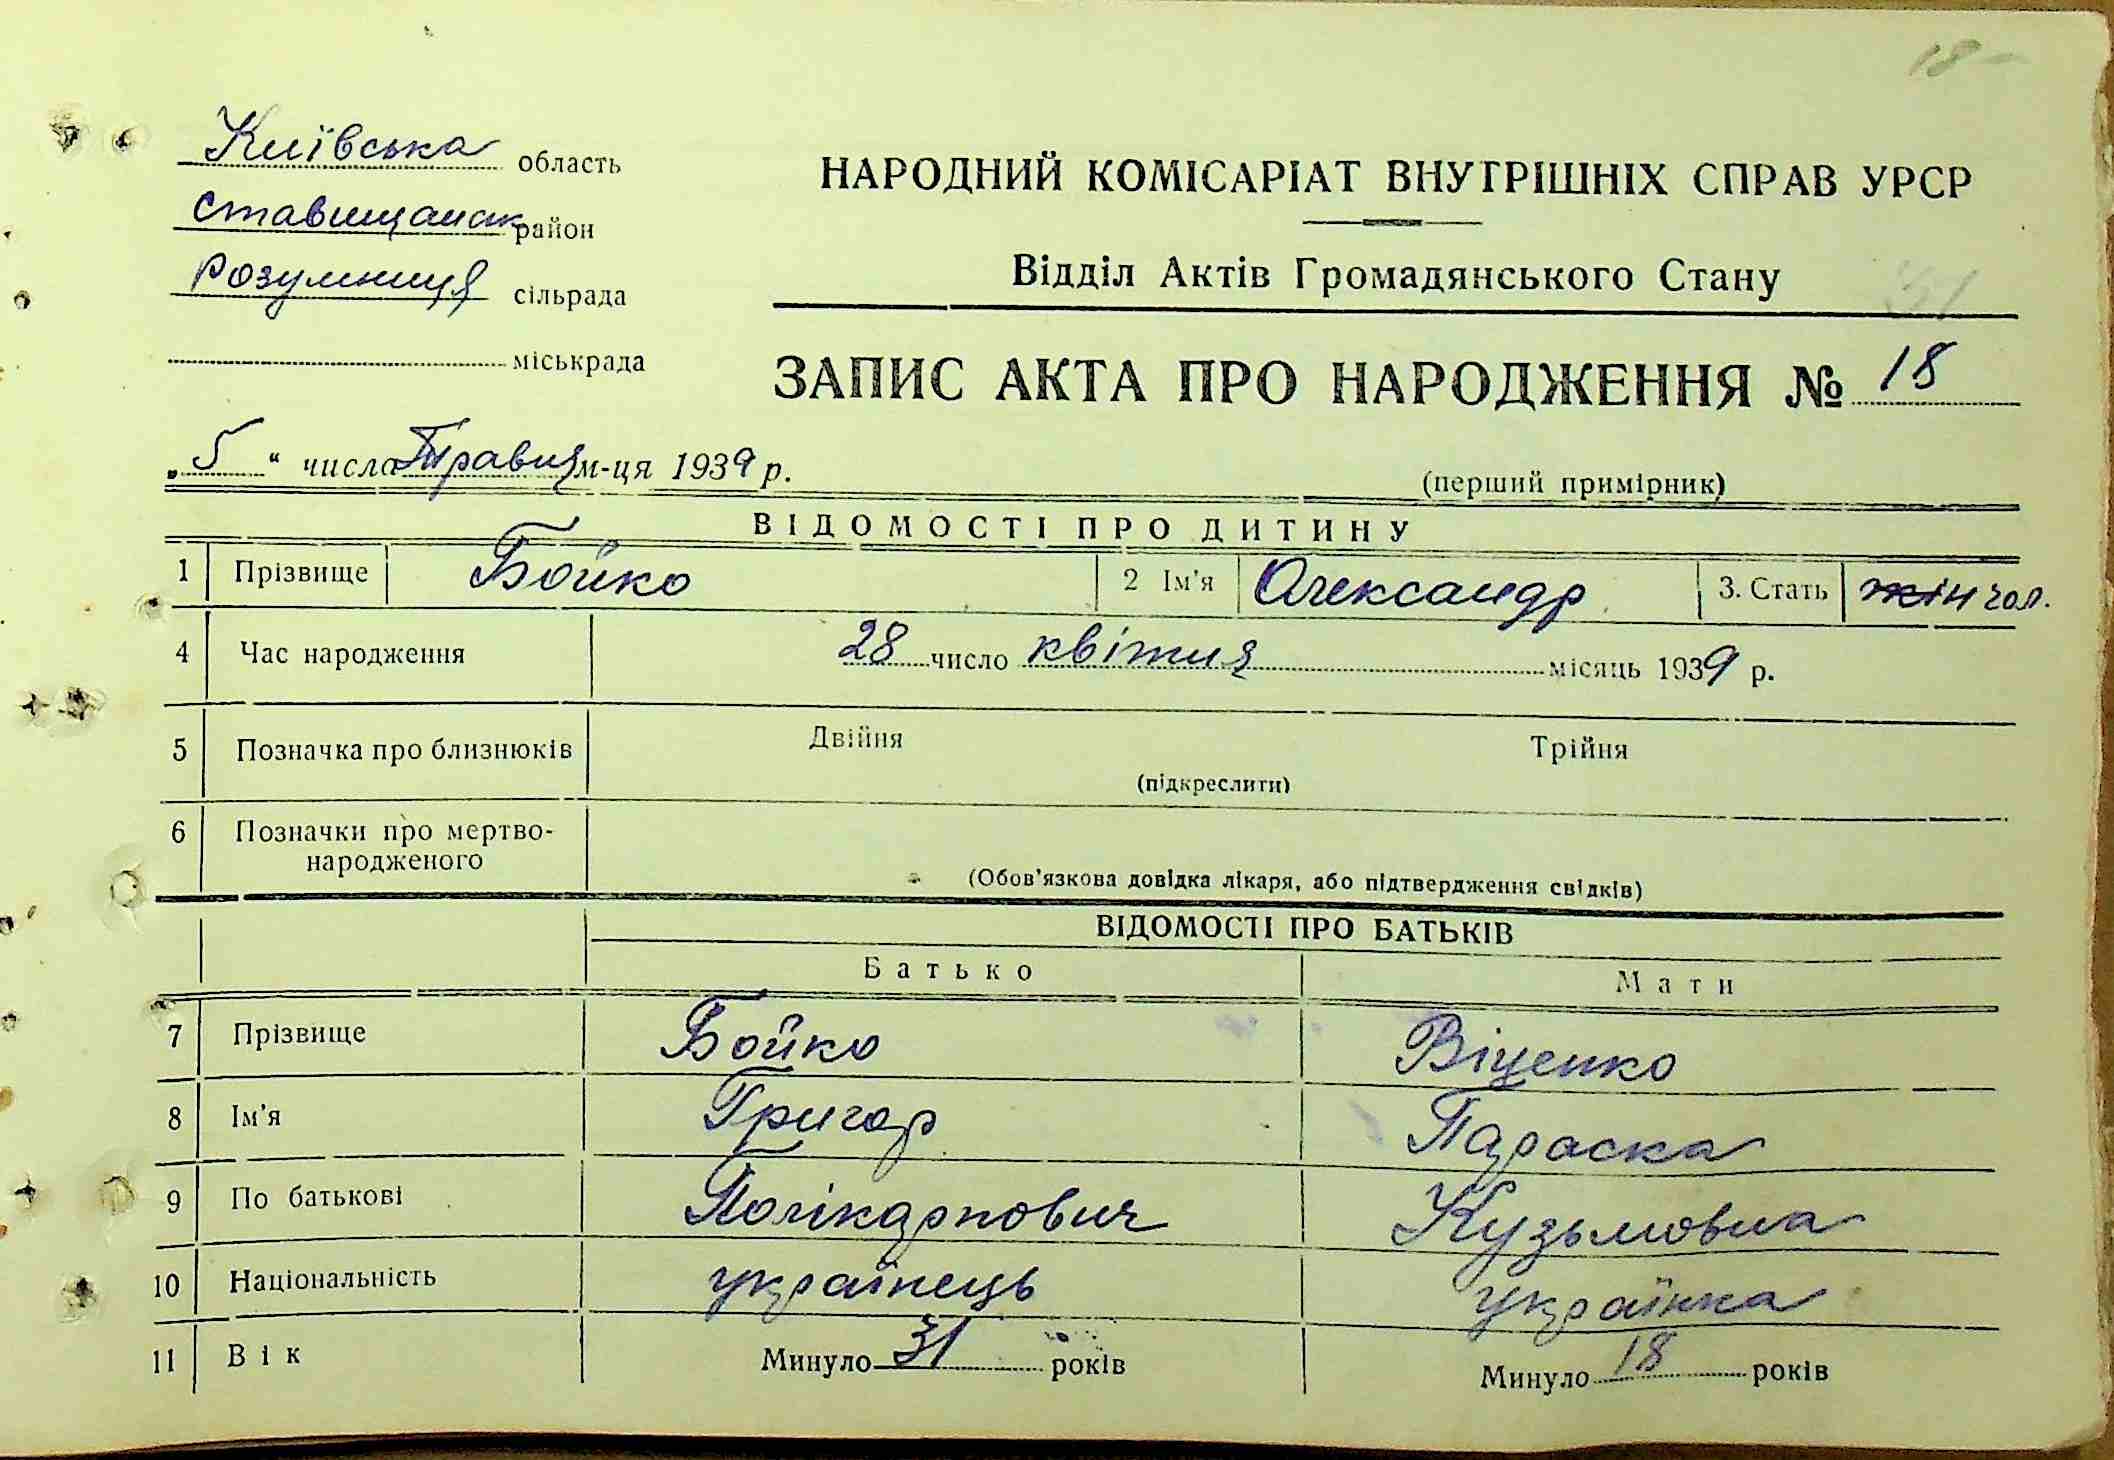 18
Київська область
Ставищанськ район
Розумниця сільрада
міськрада
НАРОДНИЙ КОМІСАРІАТ ВНУТРІШНІХ СПРАВ УРСР
Відділ Актів Громадянського Стану
ЗАПИС АКТА ПРО НАРОДЖЕННЯ № 18
„5“ числа Травня м-ця 1939 р.
(перший примірник)
ВІДОМОСТІ ПРО ДИТИНУ
1 Прізвище Бойко 2 Ім'я Олександр 3. Стать жін чол.
4 Час народження 28 число квітня місяць 1939 р.
5 Позначка про близнюків Двійня Трійня
(підкреслити)
6 Позначки про мертво-
народженого
(Обов'язкова довідка лікаря, або підтвердження свідків)
ВІДОМОСТІ ПРО БАТЬКІВ
Батько Мати
7 Прізвище Бойко Віценко
8 Ім'я Григор Параска
9 По батькові Полікарпович Кузьмовна
10 Національність українець українка
11 Вік Минуло 31 років Минуло 18 років